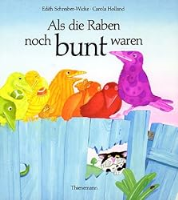 Edith Schreiber-Wicke · Carola Holland
Als die Raben
noch bunt waren
Thienemann